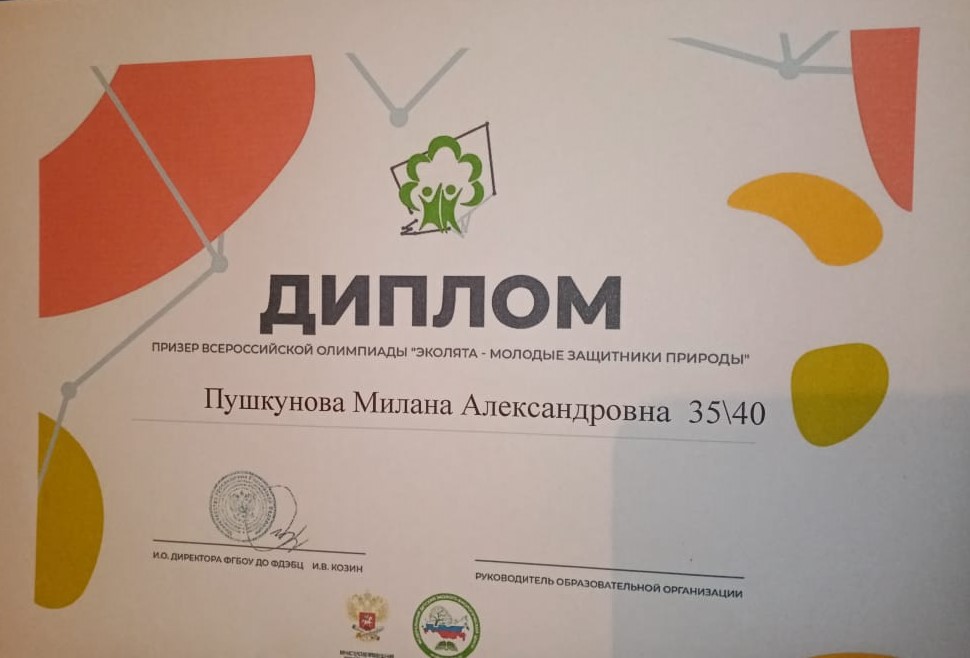 ДИПЛОМ
ПРИЗЕР ВСЕРОССИЙСКОЙ ОЛИМПИАДЫ "ЭКОЛЯТА - МОЛОДЫЕ ЗАЩИТНИКИ ПРИРОДЫ"
Пушкунова Милана Александровна 35\40
И.О. ДИРЕКТОРА ФГБОУ ДО ФДЭБЦ И.В. КОЗИН
РУКОВОДИТЕЛЬ ОБРАЗОВАТЕЛЬНОЙ ОРГАНИЗАЦИИ